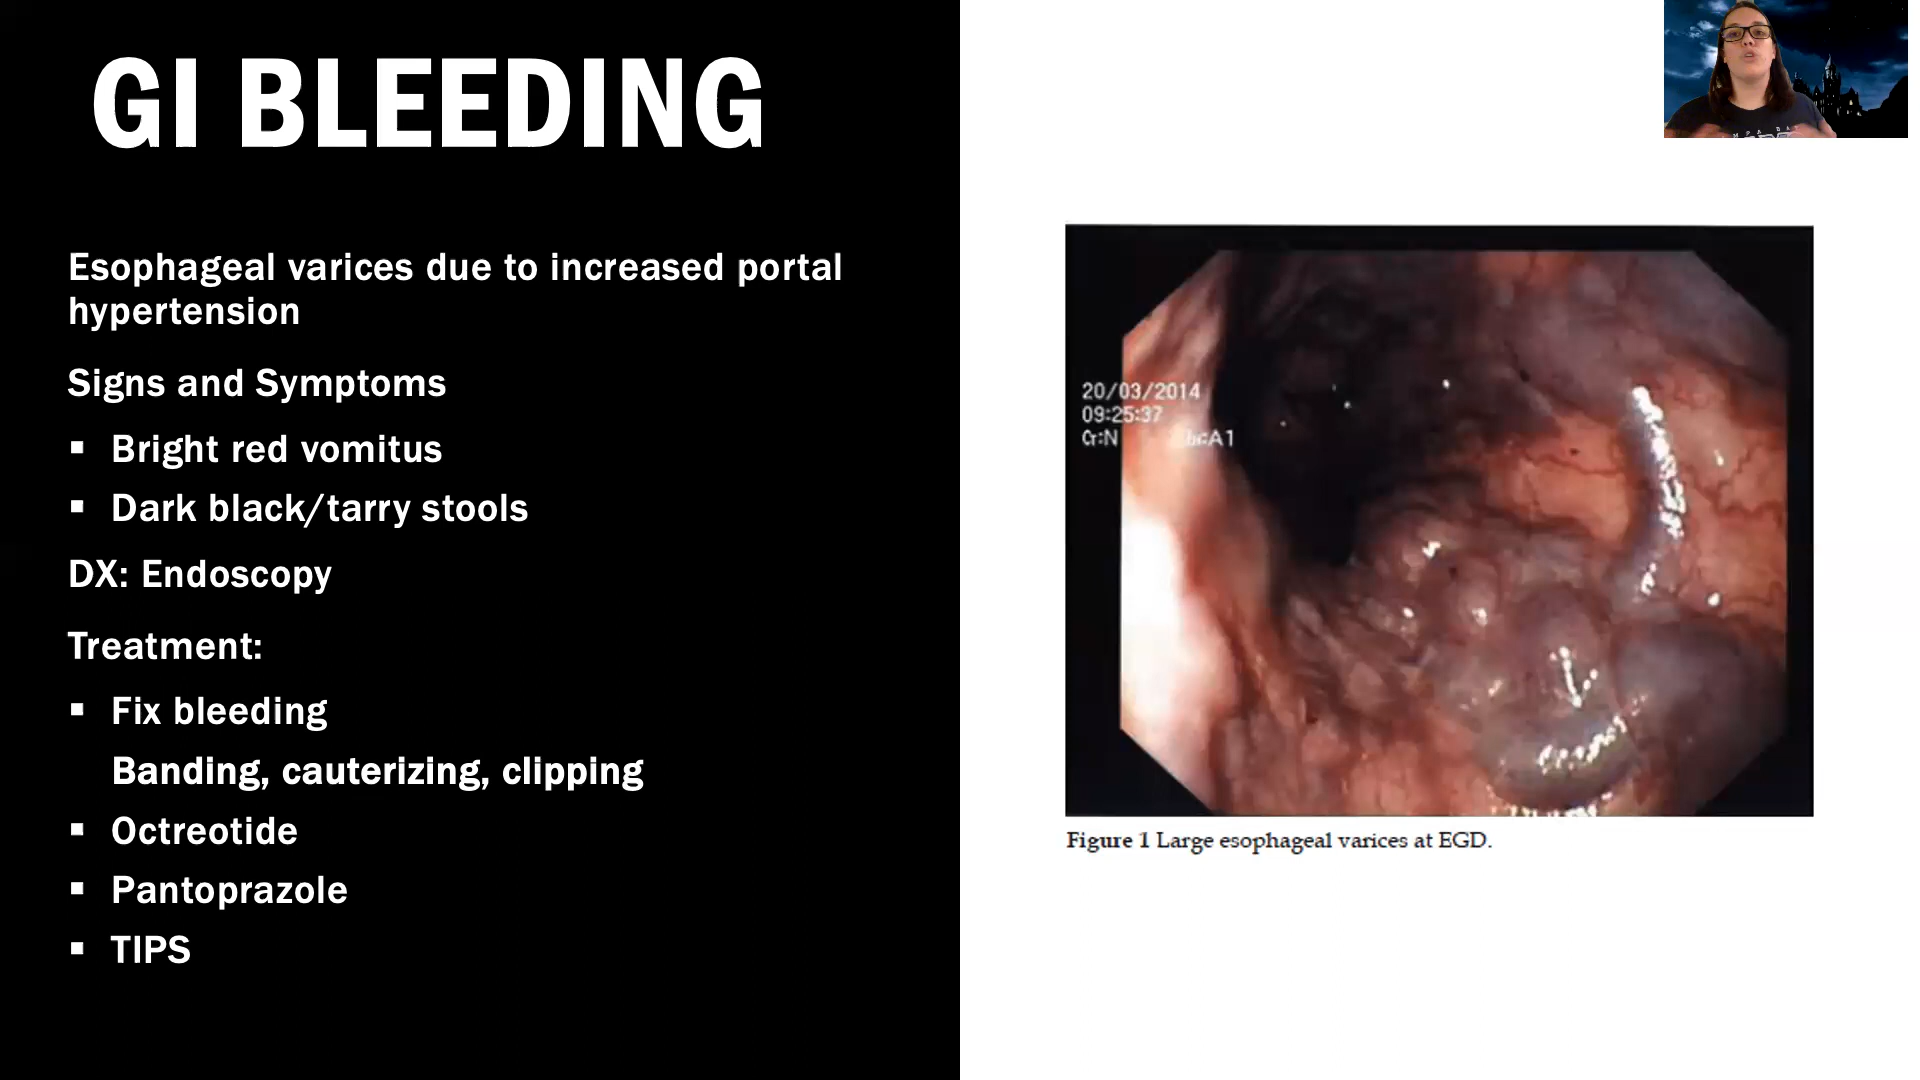 GI BLEEDING
Esophageal varices due to increased portal
hypertension
Signs and Symptoms
▪ Bright red vomitus
▪ Dark black/tarry stools
DX: Endoscopy
Treatment:
▪ Fix bleeding
Banding, cauterizing, clipping
▪ Octreotide
▪ Pantoprazole
▪ TIPS
20/03/2014
09:25:37
Cr:N
Figure 1 Large esophageal varices at EGD.